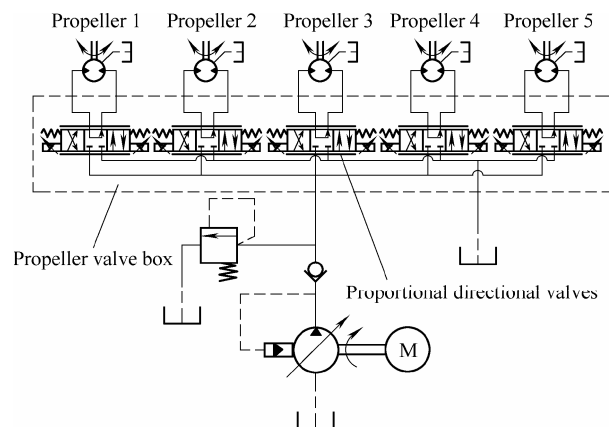 Propeller 1
Propeller 2
Propeller 3
Propeller 4
Propeller 5
Propeller valve box
Proportional directional valves
M